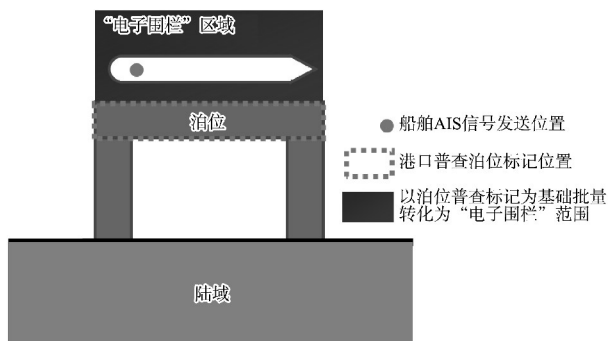 “电子围栏”区域
泊位
船舶AIS信号发送位置
港口普查泊位标记位置
以泊位普查标记为基础批量
转化为“电子围栏”范围
陆域